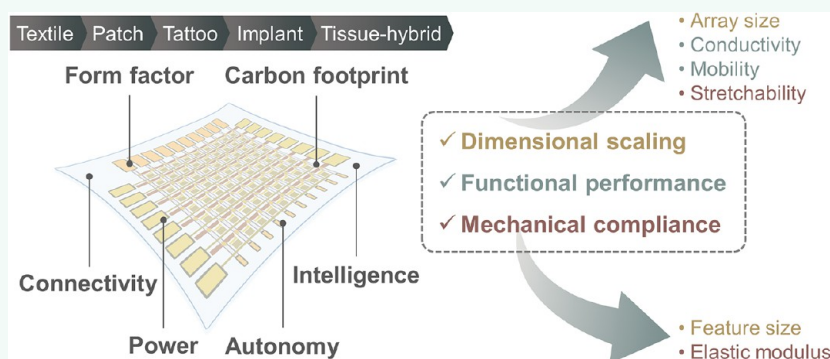 Textile Patch Tattoo Implant Tissue-hybrid
Form factor
Carbon footprint
Connectivity
Intelligence
Power
Autonomy
✓ Dimensional scaling
✓ Functional performance
✓ Mechanical compliance
• Array size
• Conductivity
• Mobility
• Stretchability
• Feature size
• Elastic modulus